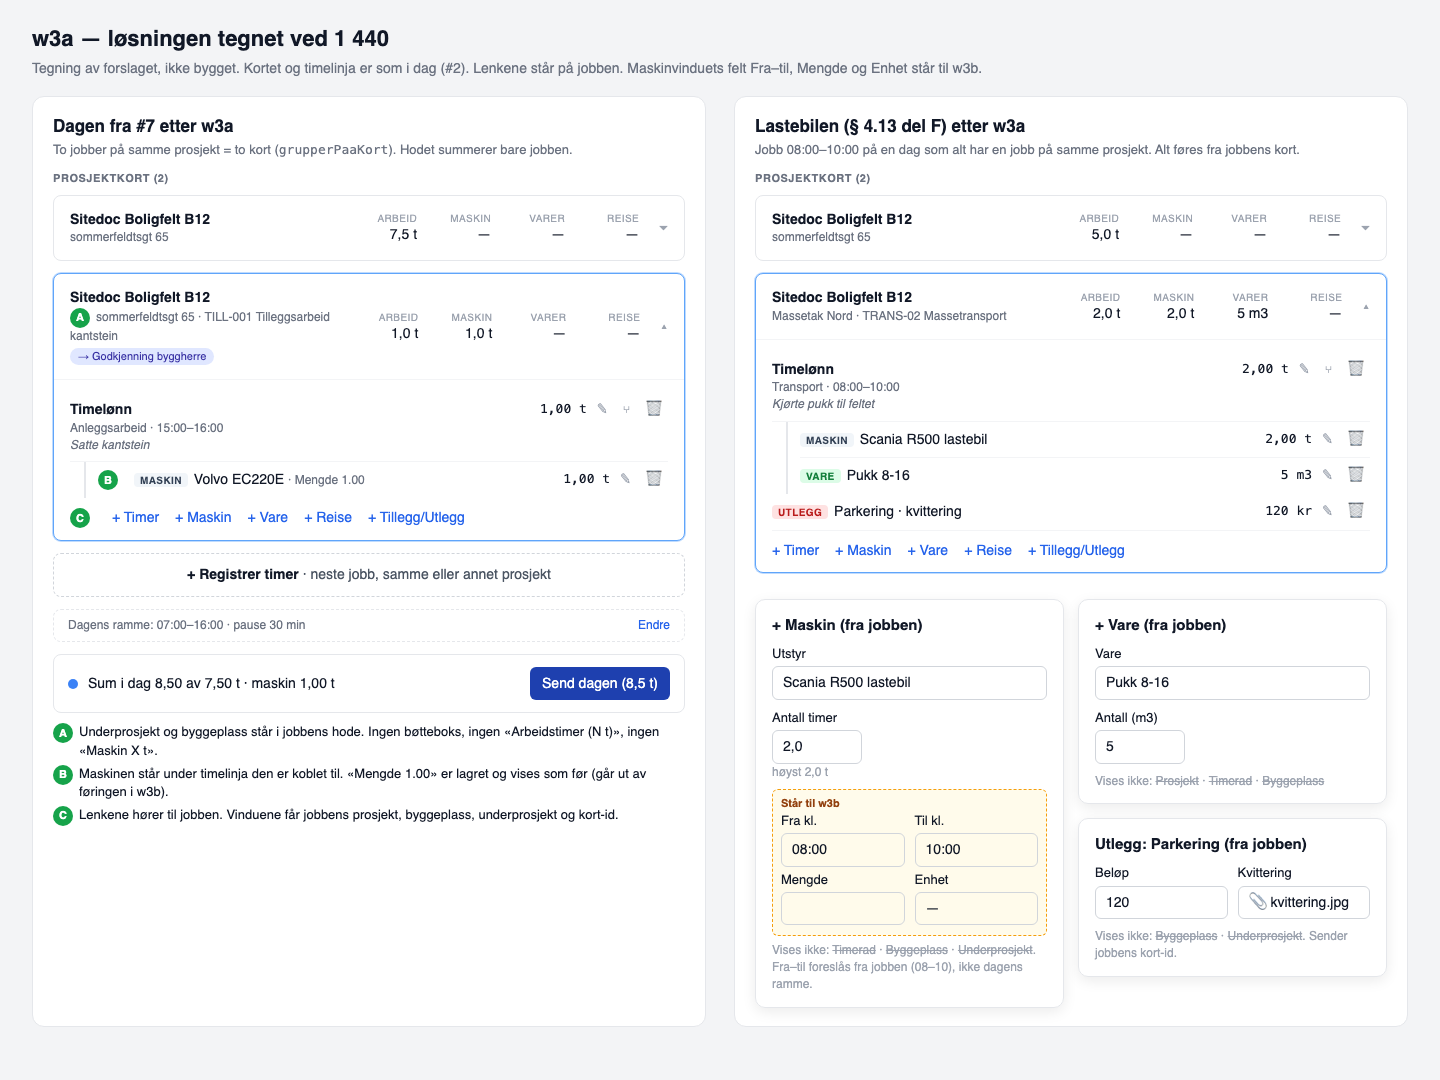 w3a — løsningen tegnet ved 1 440
Tegning av forslaget, ikke bygget. Kortet og timelinja er som i dag (#2). Lenkene står på jobben. Maskinvinduets felt Fra–til, Mengde og Enhet står til w3b.
Dagen fra #7 etter w3a
To jobber på samme prosjekt = to kort (grupperPaaKort). Hodet summerer bare jobben.
PROSJEKTKORT (2)
Sitedoc Boligfelt B12
sommerfeldtsgt 65
ARBEID MASKIN VARER REISE
7,5 t — — —
Sitedoc Boligfelt B12
A sommerfeldtsgt 65 · TILL-001 Tilleggsarbeid
kantstein
→ Godkjenning byggherre
ARBEID MASKIN VARER REISE
1,0 t 1,0 t — —
Timelønn 1,00 t
Anleggsarbeid · 15:00–16:00
Satte kantstein
B MASKIN Volvo EC220E · Mengde 1.00 1,00 t
C + Timer + Maskin + Vare + Reise + Tillegg/Utlegg
+ Registrer timer · neste jobb, samme eller annet prosjekt
Dagens ramme: 07:00–16:00 · pause 30 min Endre
Sum i dag 8,50 av 7,50 t · maskin 1,00 t Send dagen (8,5 t)
A Underprosjekt og byggeplass står i jobbens hode. Ingen bøtteboks, ingen «Arbeidstimer (N t)», ingen
«Maskin X t».
B Maskinen står under timelinja den er koblet til. «Mengde 1.00» er lagret og vises som før (går ut av
føringen i w3b).
C Lenkene hører til jobben. Vinduene får jobbens prosjekt, byggeplass, underprosjekt og kort-id.
Lastebilen (§ 4.13 del F) etter w3a
Jobb 08:00–10:00 på en dag som alt har en jobb på samme prosjekt. Alt føres fra jobbens kort.
PROSJEKTKORT (2)
Sitedoc Boligfelt B12
sommerfeldtsgt 65
ARBEID MASKIN VARER REISE
5,0 t — — —
Sitedoc Boligfelt B12
Massetak Nord · TRANS-02 Massetransport
ARBEID MASKIN VARER REISE
2,0 t 2,0 t 5 m3 —
Timelønn 2,00 t
Transport · 08:00–10:00
Kjørte pukk til feltet
MASKIN Scania R500 lastebil 2,00 t
VARE Pukk 8-16 5 m3
UTLEGG Parkering · kvittering 120 kr
+ Timer + Maskin + Vare + Reise + Tillegg/Utlegg
+ Maskin (fra jobben)
Utstyr
Scania R500 lastebil
Antall timer
2,0
høyst 2,0 t
Står til w3b
Fra kl. Til kl.
08:00 10:00
Mengde Enhet
—
Vises ikke: Timerad · Byggeplass · Underprosjekt.
Fra–til foreslås fra jobben (08–10), ikke dagens
ramme.
+ Vare (fra jobben)
Vare
Pukk 8-16
Antall (m3)
5
Vises ikke: Prosjekt · Timerad · Byggeplass
Utlegg: Parkering (fra jobben)
Beløp Kvittering
120 kvittering.jpg
Vises ikke: Byggeplass · Underprosjekt. Sender
jobbens kort-id.